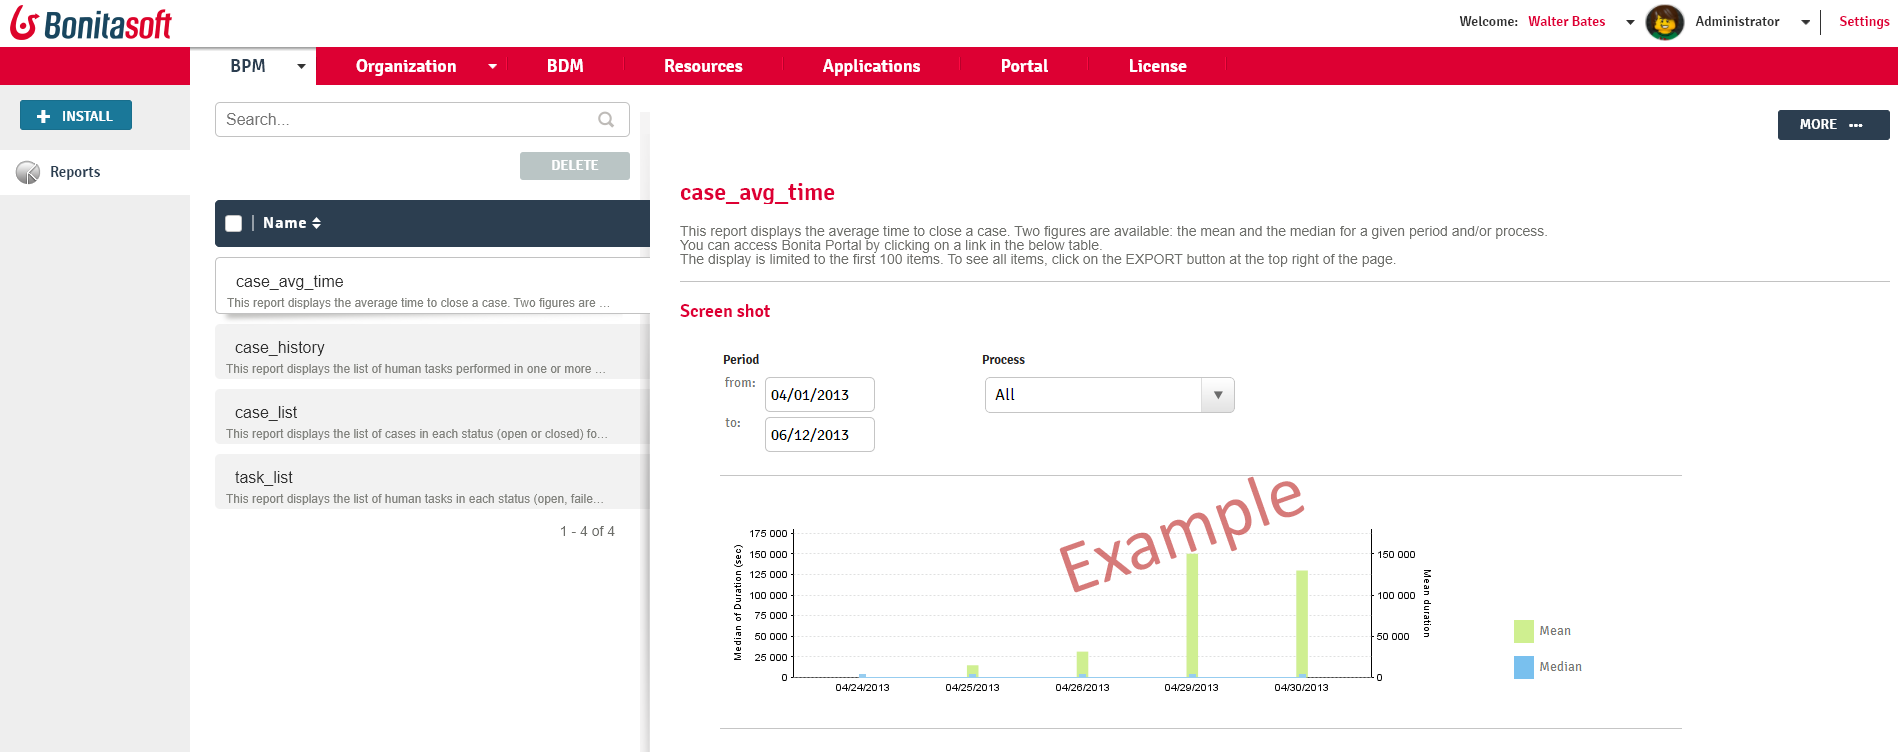 Bonitasoft
Welcome: Walter Bates Administrator Settings
BPM Organization BDM Resources Applications Portal License
INSTALL
Reports
Search...
DELETE
Name
case_avg_time
This report displays the average time to close a case. Two figures are ...
case_history
This report displays the list of human tasks performed in one or more ...
case_list
This report displays the list of cases in each status (open or closed) fo...
task_list
This report displays the list of human tasks in each status (open, faile...
1 - 4 of 4
MORE ...
case_avg_time
This report displays the average time to close a case. Two figures are available: the mean and the median for a given period and/or process.
You can access Bonita Portal by clicking on a link in the below table.
The display is limited to the first 100 items. To see all items, click on the EXPORT button at the top right of the page.
Screen shot
Period Process
from: 04/01/2013 All
to: 06/12/2013
Example
Median of Duration (sec)
175 000
150 000
125 000
100 000
75 000
50 000
25 000
0
04/24/2013 04/25/2013 04/26/2013 04/29/2013 04/30/2013
150 000
100 000
50 000
0
Mean duration
Mean
Median